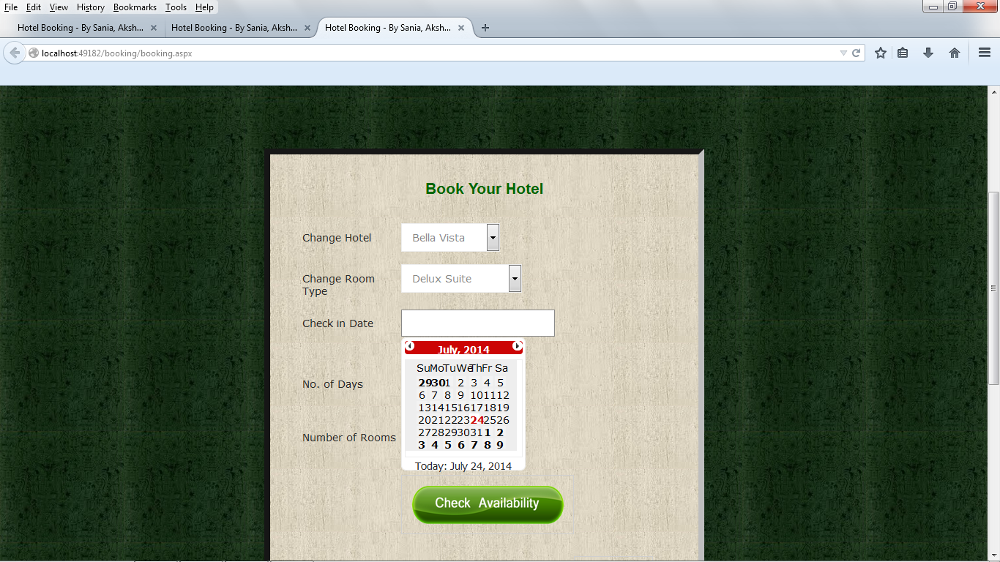 File Edit View History Bookmarks Tools Help
Hotel Booking - By Sania, Aksh... Hotel Booking - By Sania, Aksh... Hotel Booking - By Sania, Aksh...
localhost:49182/booking/booking.aspx
Book Your Hotel
Change Hotel Bella Vista
Change Room Type Delux Suite
Check in Date
July, 2014
Su Mo Tu We Th Fr Sa
29 30 1 2 3 4 5
6 7 8 9 10 11 12
13 14 15 16 17 18 19
20 21 22 23 24 25 26
27 28 29 30 31 1 2
3 4 5 6 7 8 9
Today: July 24, 2014
No. of Days
Number of Rooms
Check Availability